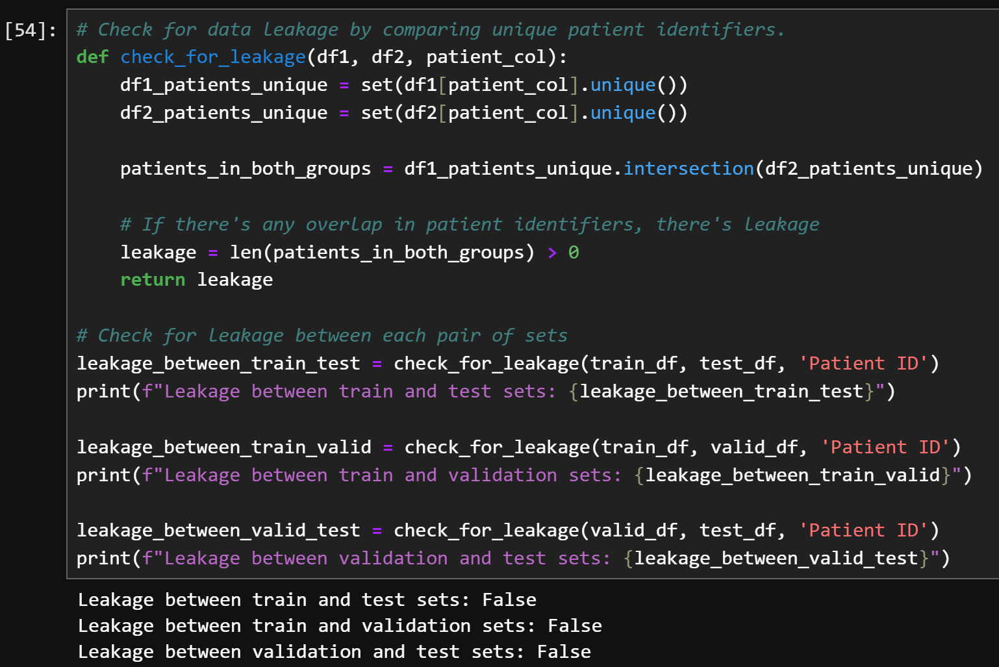 [54]:
# Check for data leakage by comparing unique patient identifiers.
def check_for_leakage(df1, df2, patient_col):
    df1_patients_unique = set(df1[patient_col].unique())
    df2_patients_unique = set(df2[patient_col].unique())

    patients_in_both_groups = df1_patients_unique.intersection(df2_patients_unique)

    # If there's any overlap in patient identifiers, there's leakage
    leakage = len(patients_in_both_groups) > 0
    return leakage

# Check for leakage between each pair of sets
leakage_between_train_test = check_for_leakage(train_df, test_df, 'Patient ID')
print(f"Leakage between train and test sets: {leakage_between_train_test}")

leakage_between_train_valid = check_for_leakage(train_df, valid_df, 'Patient ID')
print(f"Leakage between train and validation sets: {leakage_between_train_valid}")

leakage_between_valid_test = check_for_leakage(valid_df, test_df, 'Patient ID')
print(f"Leakage between validation and test sets: {leakage_between_valid_test}")
Leakage between train and test sets: False
Leakage between train and validation sets: False
Leakage between validation and test sets: False